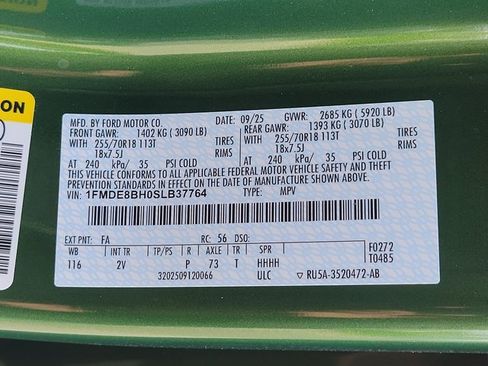 ON
MFD. BY FORD MOTOR CO. 09/25 GVWR: 2685 KG ( 5920 LB)
FRONT GAWR: 1402 KG ( 3090 LB) REAR GAWR: 1393 KG ( 3070 LB)
WITH 255/70R18 113T TIRES WITH 255/70R18 113T TIRES
18x7.5J RIMS 18x7.5J RIMS
AT 240 kPa/ 35 PSI COLD AT 240 kPa/ 35 PSI COLD
THIS VEHICLE CONFORMS TO ALL APPLICABLE FEDERAL MOTOR VEHICLE SAFETY
AND THEFT PREVENTION STANDARDS IN EFFECT ON THE DATE OF MANUFACTURE SHOWN ABOVE.
VIN: 1FMDE8BH0SLB37764 TYPE: MPV
EXT PNT: FA RC: 56 DSO: F0272
WB INT TR TP/PS R AXLE TR SPR T0485
116 2V P 73 T HHHH
3202509120066 ULC ▽ RU5A-3520472-AB